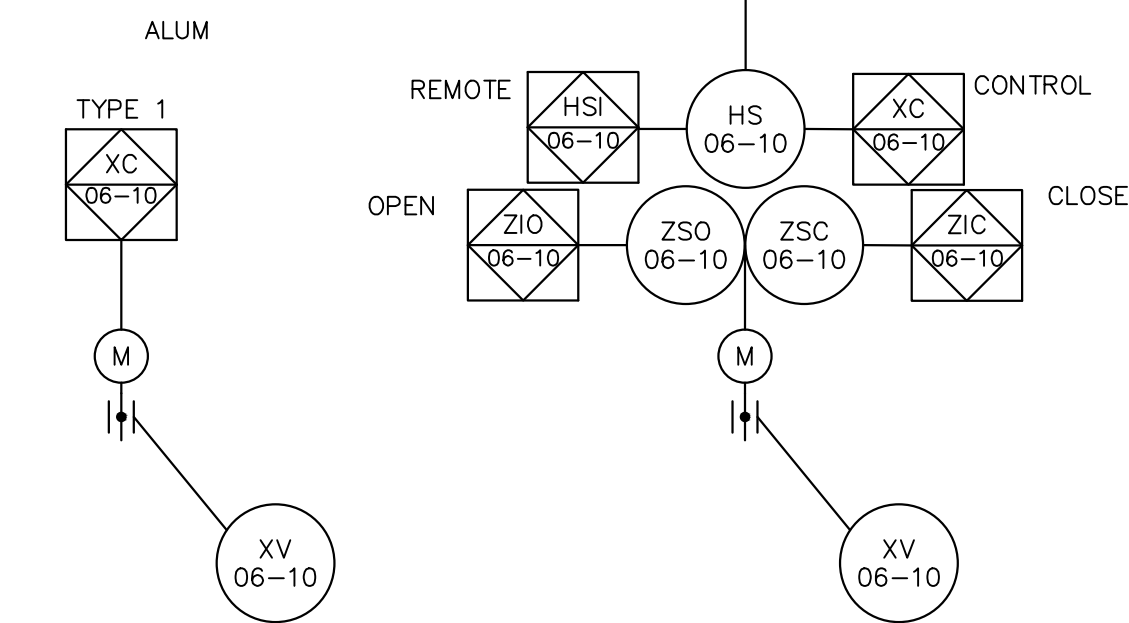 ALUM
TYPE 1
XC
06-10
M
XV
06-10
REMOTE
HSI
06-10
HS
06-10
XC
06-10
CONTROL
OPEN
ZIO
06-10
ZSO
06-10
ZSC
06-10
ZIC
06-10
CLOSE
M
XV
06-10